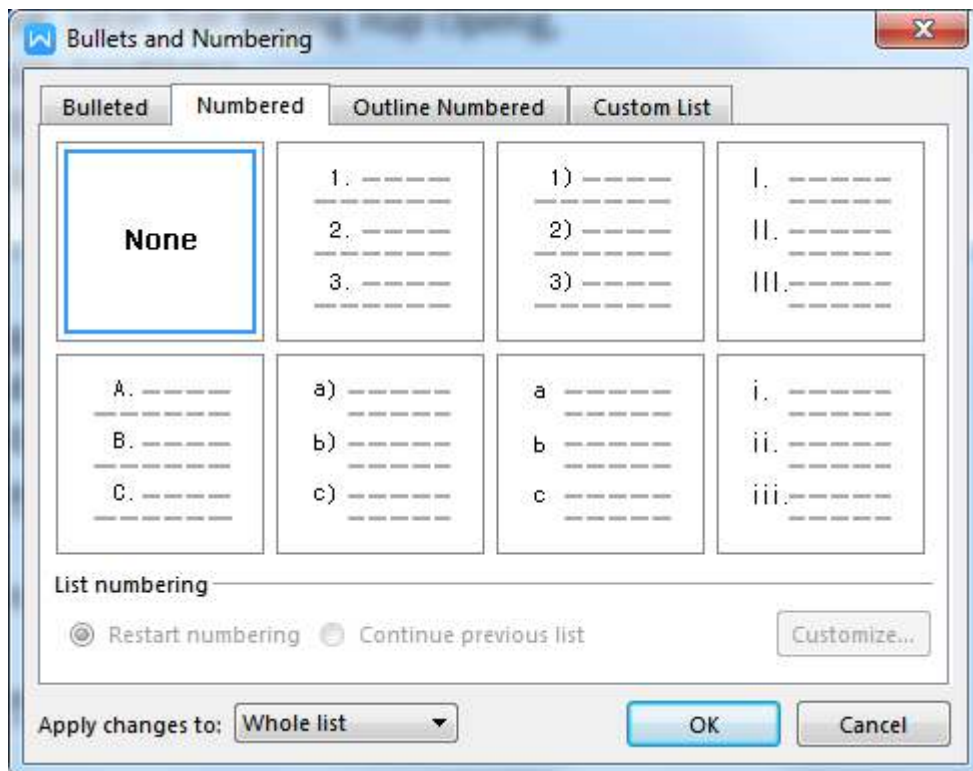 Bullets and Numbering
Bulleted
Numbered
Outline Numbered
Custom List
None
1.
2.
3.
1)
2)
3)
I.
II.
III.
A.
B.
C.
a)
b)
c)
a
b
c
i.
ii.
iii.
List numbering
Restart numbering
Continue previous list
Customize...
Apply changes to: Whole list
OK
Cancel